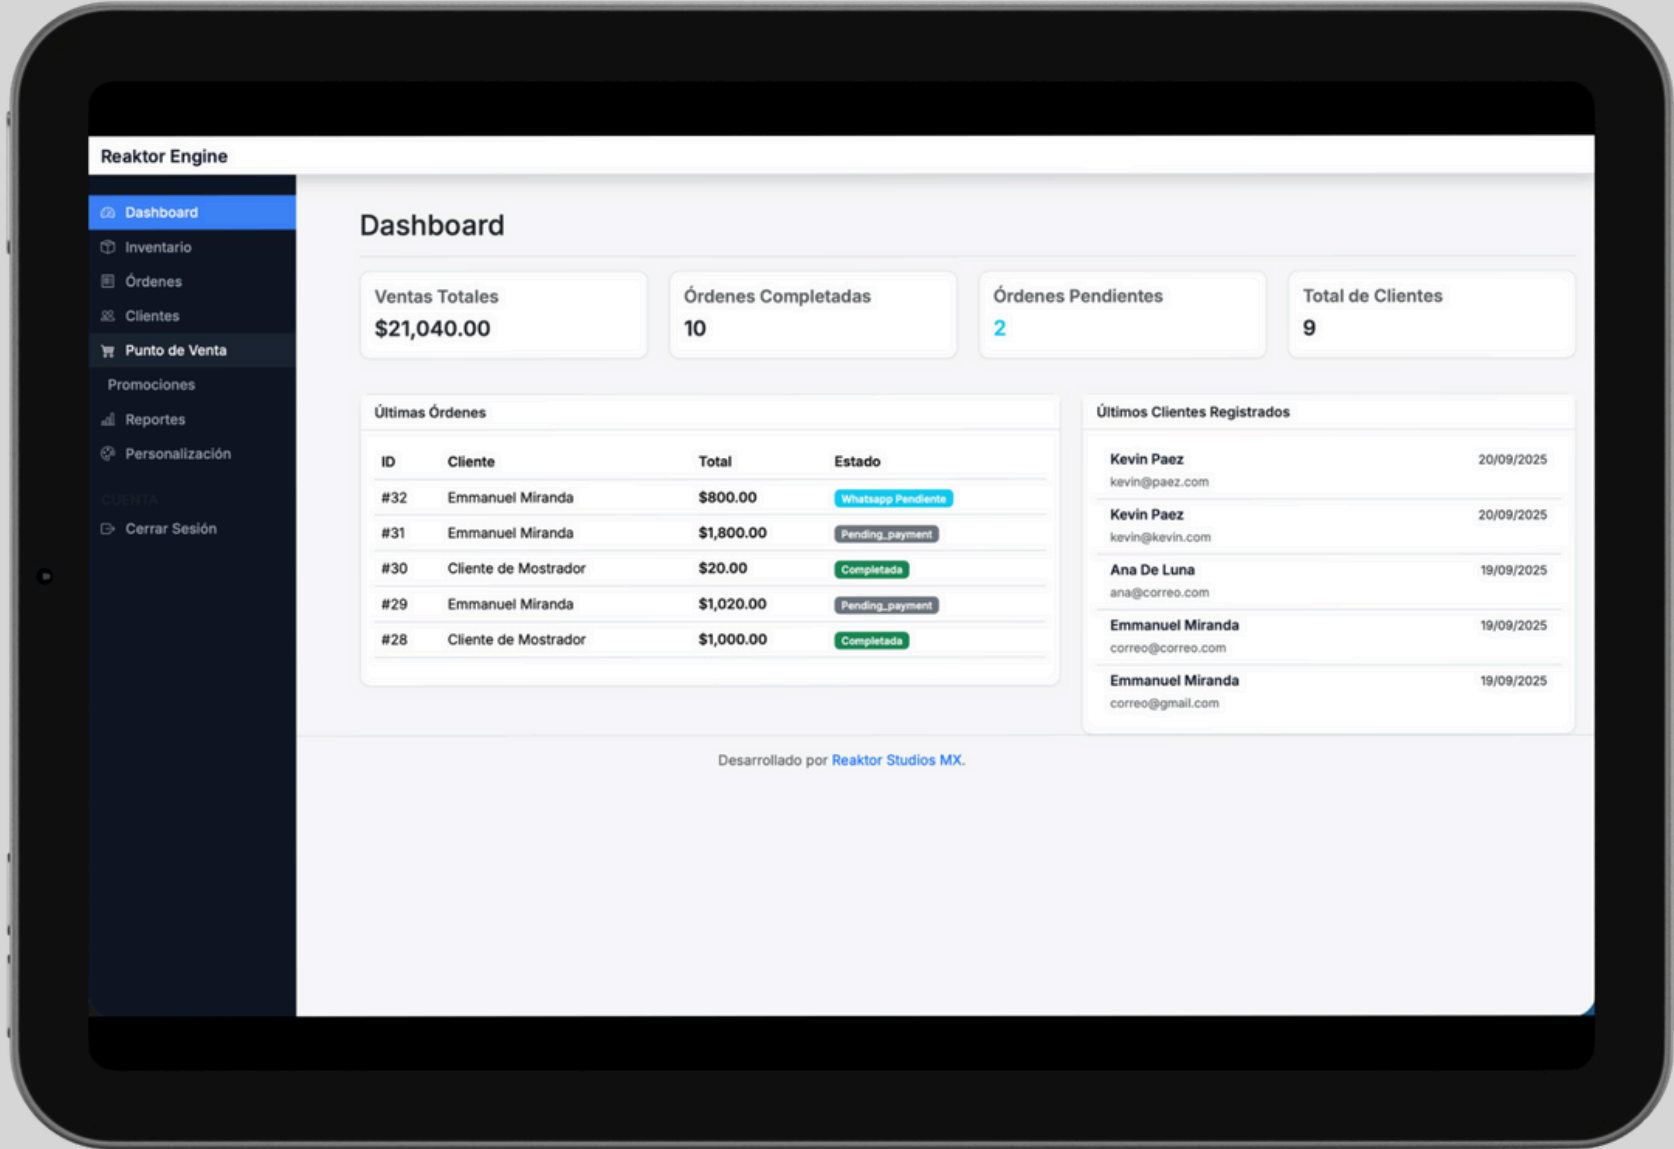 Reaktor Engine
Dashboard
Inventario
Órdenes
Clientes
Punto de Venta
Promociones
Reportes
Personalización
CUENTA
Cerrar Sesión
Dashboard
Ventas Totales
$21,040.00
Órdenes Completadas
10
Órdenes Pendientes
2
Total de Clientes
9
Últimas Órdenes
ID Cliente Total Estado
#32 Emmanuel Miranda $800.00 Whatsapp Pendiente
#31 Emmanuel Miranda $1,800.00 Pending_payment
#30 Cliente de Mostrador $20.00 Completada
#29 Emmanuel Miranda $1,020.00 Pending_payment
#28 Cliente de Mostrador $1,000.00 Completada
Últimos Clientes Registrados
Kevin Paez 20/09/2025
kevin@paez.com
Kevin Paez 20/09/2025
kevin@kevin.com
Ana De Luna 19/09/2025
ana@correo.com
Emmanuel Miranda 19/09/2025
correo@correo.com
Emmanuel Miranda 19/09/2025
correo@gmail.com
Desarrollado por Reaktor Studios MX.